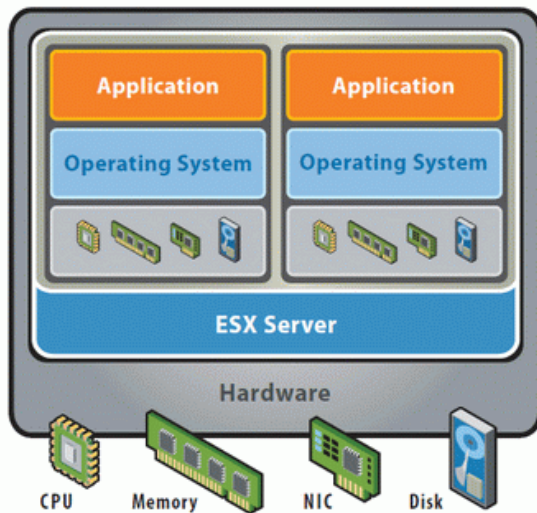 Application Application
Operating System Operating System
ESX Server
Hardware
CPU Memory NIC Disk